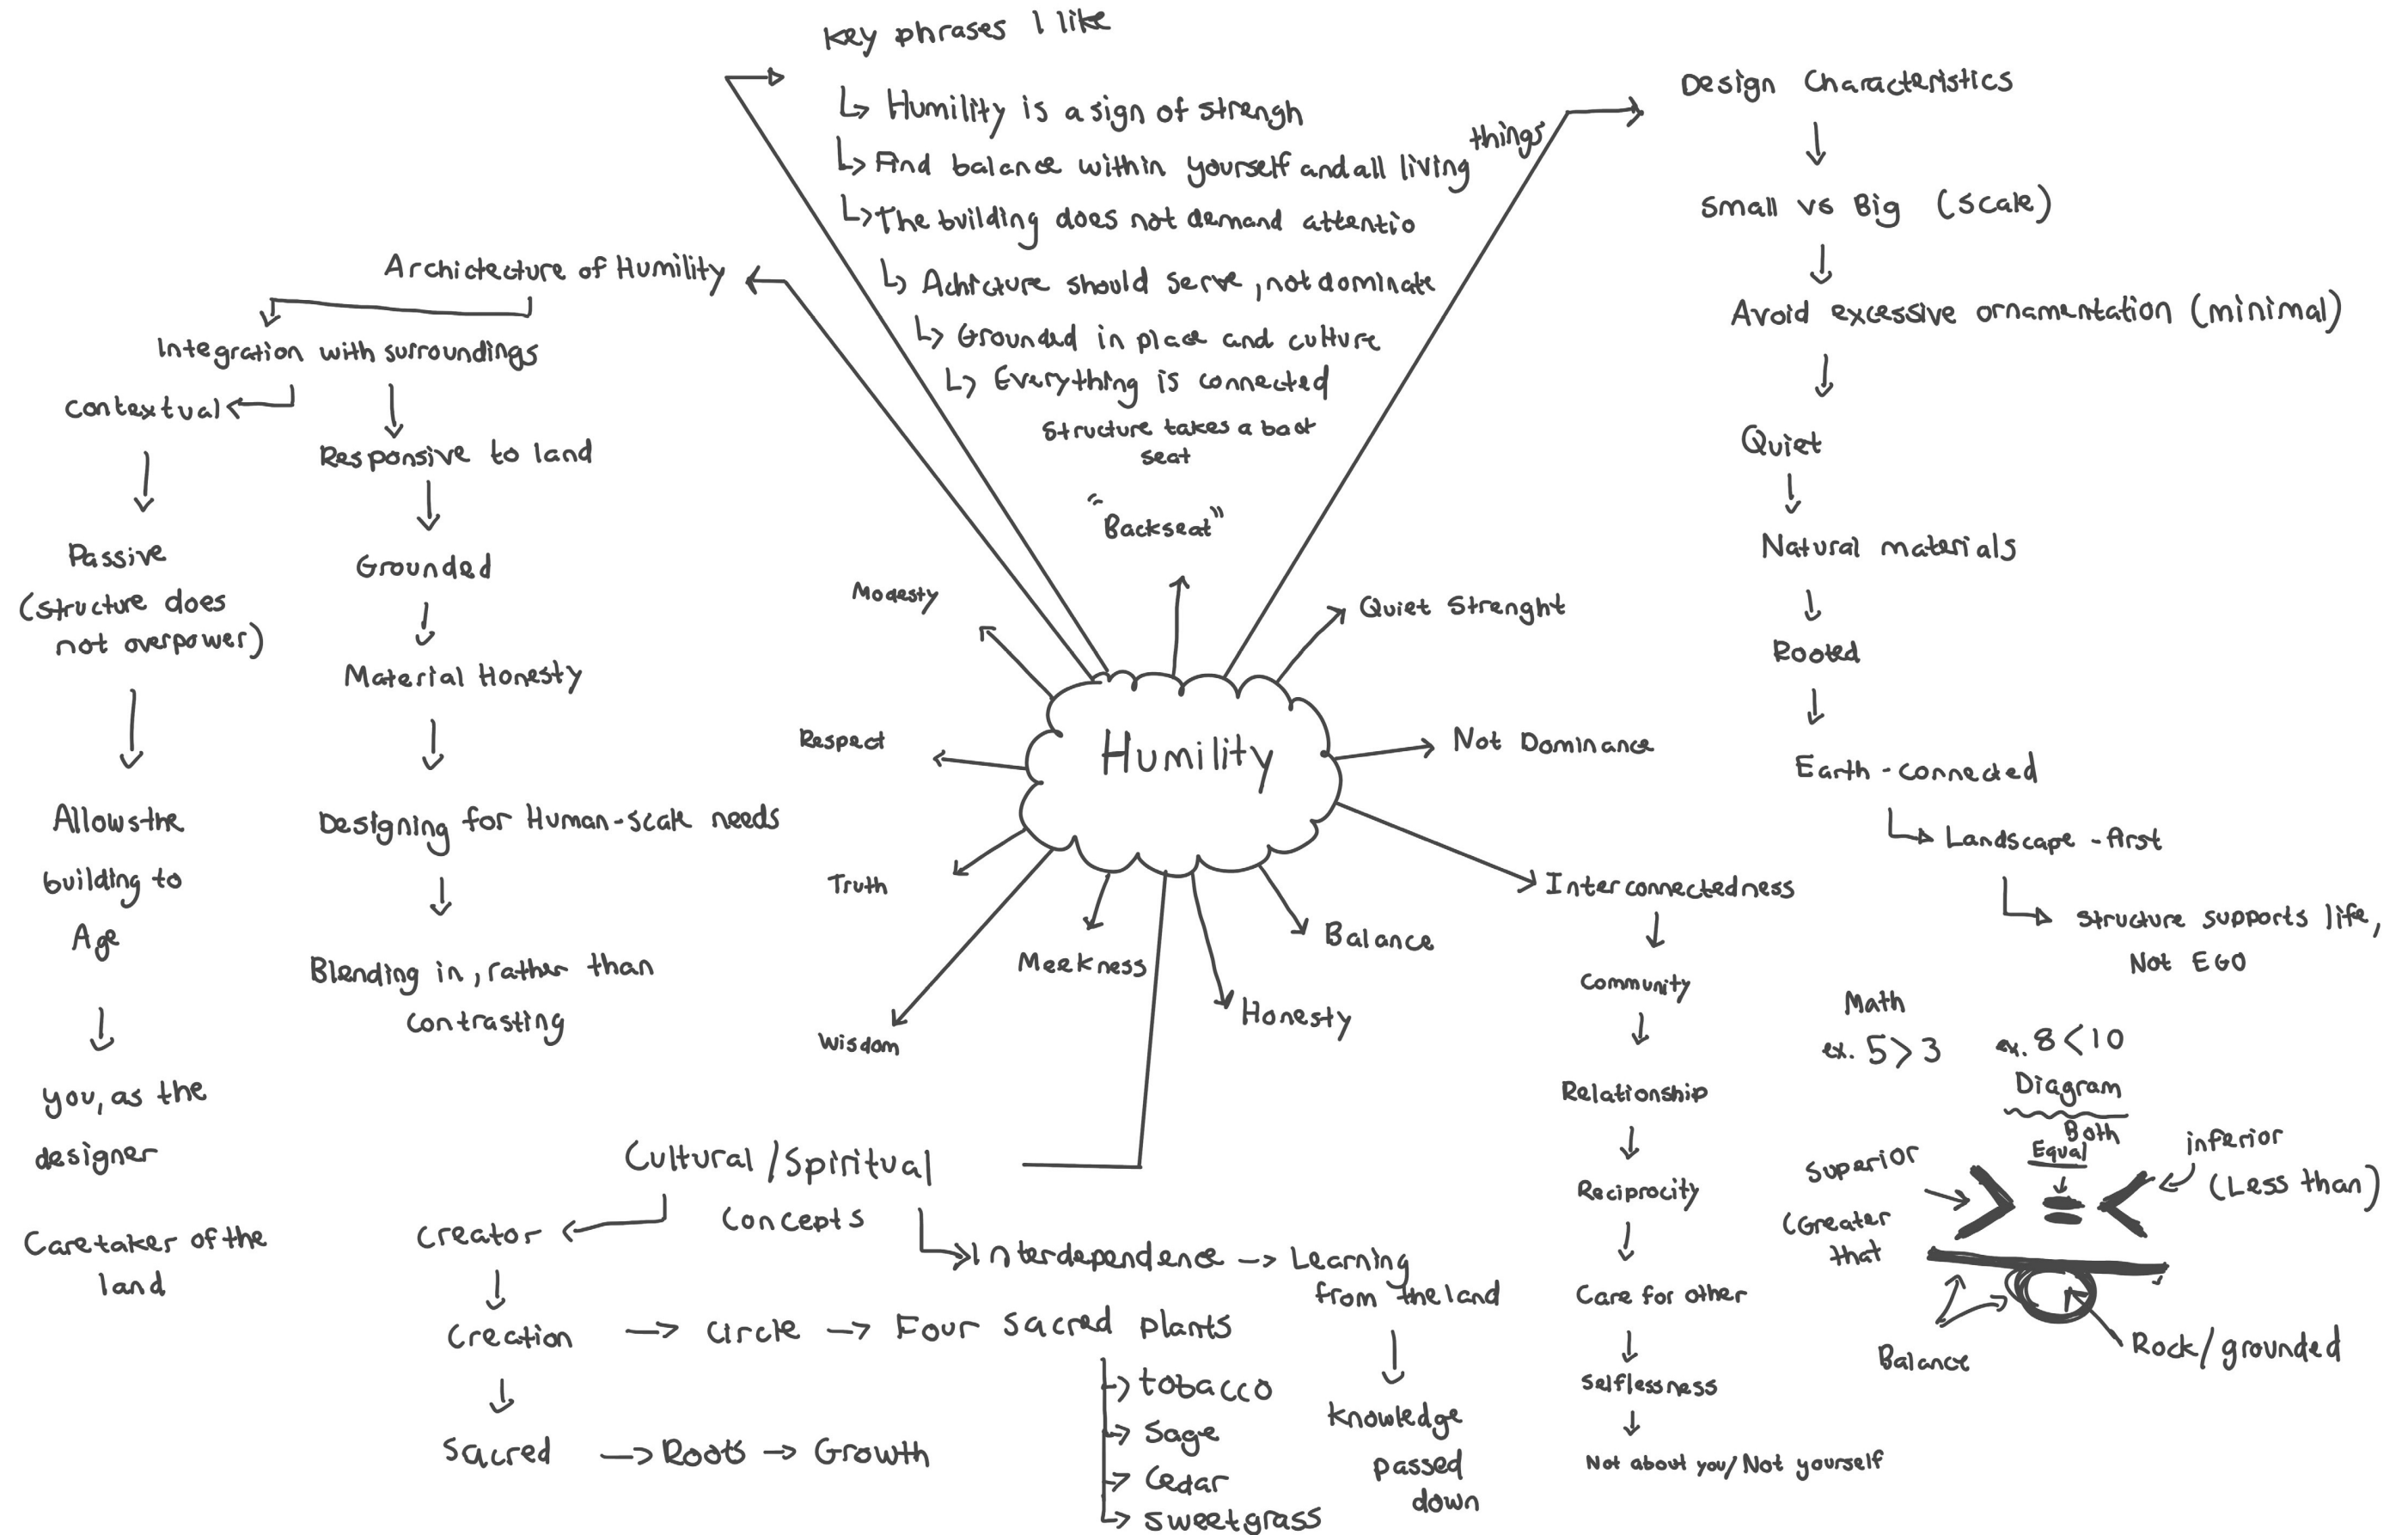 Key phrases I like
Humility is a sign of strengh
Find balance within yourself and all living things
The building does not demand attentio
Achicture should serve, not dominate
Grounded in place and culture
Everything is connected
Structure takes a back
seat
"Backseat"
Architecture of Humility
Integration with surroundings
Contextual
Passive
(structure does
not overpower)
Allows the
building to
Age
you, as the
designer
Caretaker of the
land
Responsive to land
Grounded
Material Honesty
Designing for Human-scale needs
Blending in, rather than
contrasting
Design Characteristics
Small vs Big (scale)
Avoid excessive ornamentation (minimal)
Quiet
Natural materials
Rooted
Earth-connected
Landscape-first
structure supports life,
Not EGO
Humility
Modesty
Respect
Truth
Wisdom
Meekness
Honesty
Balance
Quiet Strenght
Not Dominance
Interconnectedness
Community
Relationship
Reciprocity
Care for other
Selflessness
Not about you/Not yourself
Cultural/Spiritual
Concepts
Creator
Creation → Circle → Four sacred plants
tobacco
Sage
Cedar
sweetgrass
Sacred → Roots → Growth
Interdependence → Learning
from the land
Knowledge
passed
down
Math
ex. 5>3
ex. 8<10
Diagram
Both
Equal
Superior
(Greater
that
inferior
(Less than)
> = <
Balance
Rock/grounded